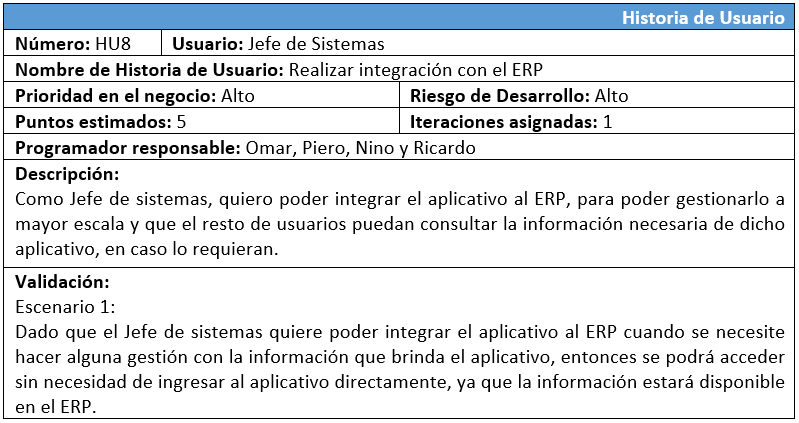 Historia de Usuario
Número: HU8 Usuario: Jefe de Sistemas
Nombre de Historia de Usuario: Realizar integración con el ERP
Prioridad en el negocio: Alto Riesgo de Desarrollo: Alto
Puntos estimados: 5 Iteraciones asignadas: 1
Programador responsable: Omar, Piero, Nino y Ricardo
Descripción:
Como Jefe de sistemas, quiero poder integrar el aplicativo al ERP, para poder gestionarlo a
mayor escala y que el resto de usuarios puedan consultar la información necesaria de dicho
aplicativo, en caso lo requieran.
Validación:
Escenario 1:
Dado que el Jefe de sistemas quiere poder integrar el aplicativo al ERP cuando se necesite
hacer alguna gestión con la información que brinda el aplicativo, entonces se podrá acceder
sin necesidad de ingresar al aplicativo directamente, ya que la información estará disponible
en el ERP.